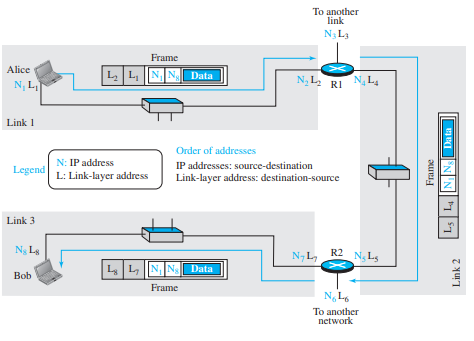 To another
link
N3 L3
Frame
Alice
N1 L1
L2 L1 N1 N8 Data
N2 L2 R1 N4 L4
Link 1
Legend
N: IP address
L: Link-layer address
Order of addresses
IP addresses: source-destination
Link-layer address: destination-source
Frame
L5 L4 N1 N8 Data
Link 2
Link 3
N8 L8
Bob
L8 L7 N1 N8 Data
Frame
N7 L7 R2 N5 L5
N6 L6
To another
network